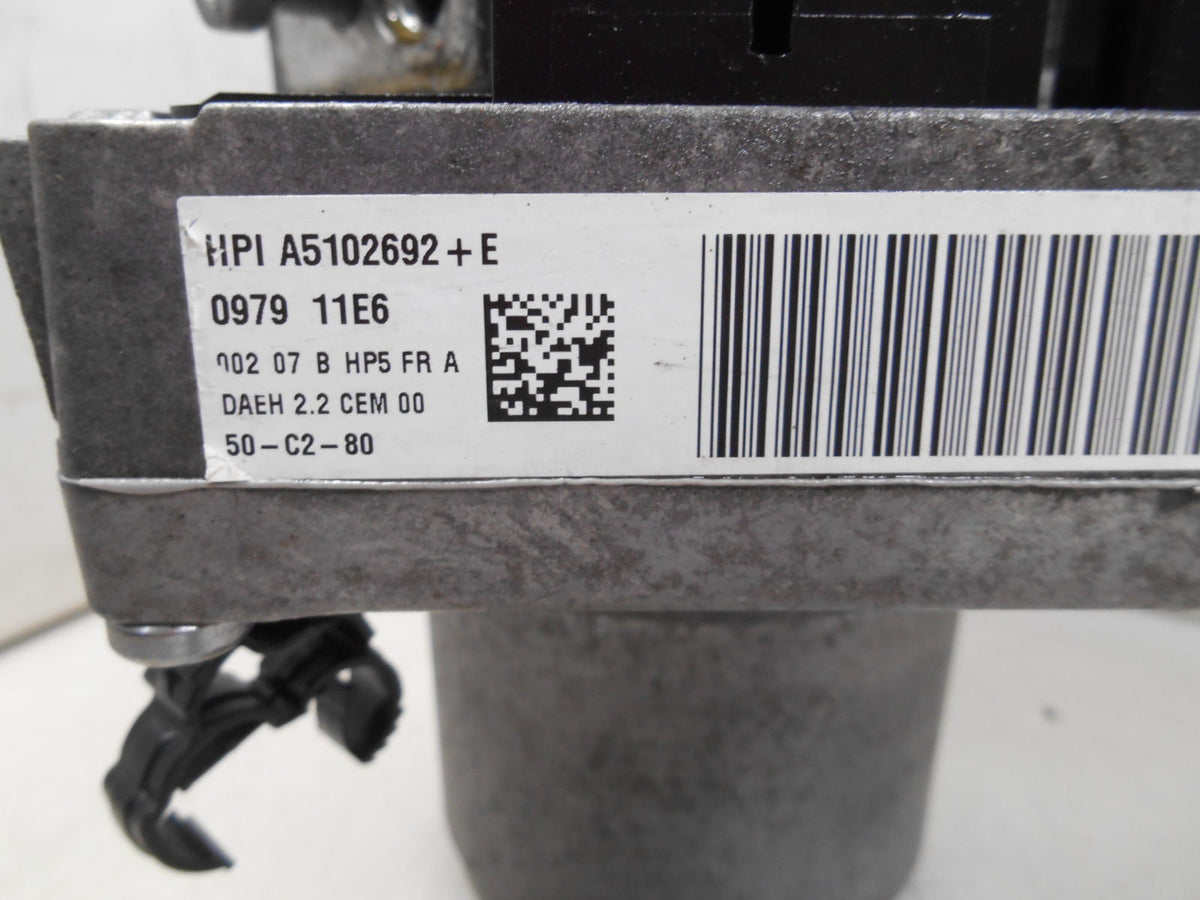 HPI A5102692+E
0979 11E6
002 07 B HP5 FR A
DAEH 2.2 CEM 00
50-C2-80